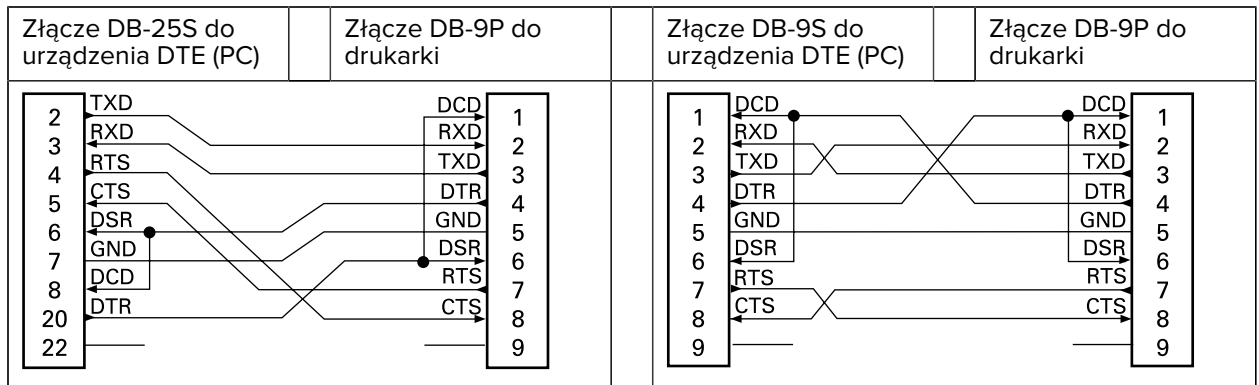 Złącze DB-25S do
urządzenia DTE (PC)
Złącze DB-9P do
drukarki
Złącze DB-9S do
urządzenia DTE (PC)
Złącze DB-9P do
drukarki
2 TXD DCD 1
3 RXD RXD 2
4 RTS TXD 3
5 CTS DTR 4
6 DSR GND 5
7 GND DSR 6
8 DCD RTS 7
20 DTR CTS 8
22 9
1 DCD DCD 1
2 RXD RXD 2
3 TXD TXD 3
4 DTR DTR 4
5 GND GND 5
6 DSR DSR 6
7 RTS RTS 7
8 CTS CTS 8
9 9